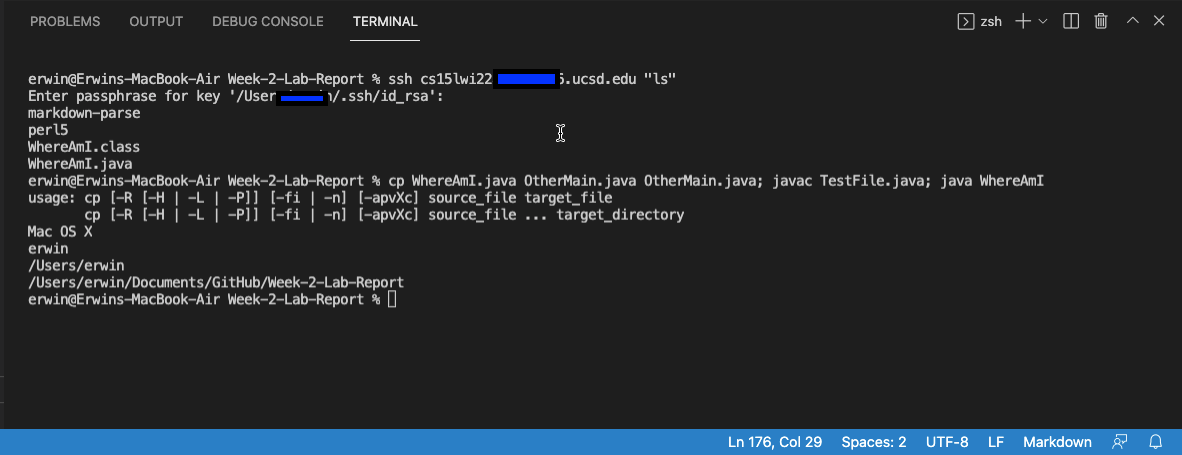 PROBLEMS OUTPUT DEBUG CONSOLE TERMINAL zsh
erwin@Erwins-MacBook-Air Week-2-Lab-Report % ssh cs15lwi22 6.ucsd.edu "ls"
Enter passphrase for key '/User /.ssh/id_rsa':
markdown-parse
perl5
WhereAmI.class
WhereAmI.java
erwin@Erwins-MacBook-Air Week-2-Lab-Report % cp WhereAmI.java OtherMain.java OtherMain.java; javac TestFile.java; java WhereAmI
usage: cp [-R [-H | -L | -P]] [-fi | -n] [-apvXc] source_file target_file
cp [-R [-H | -L | -P]] [-fi | -n] [-apvXc] source_file ... target_directory
Mac OS X
erwin
/Users/erwin
/Users/erwin/Documents/GitHub/Week-2-Lab-Report
erwin@Erwins-MacBook-Air Week-2-Lab-Report %
Ln 176, Col 29 Spaces: 2 UTF-8 LF Markdown